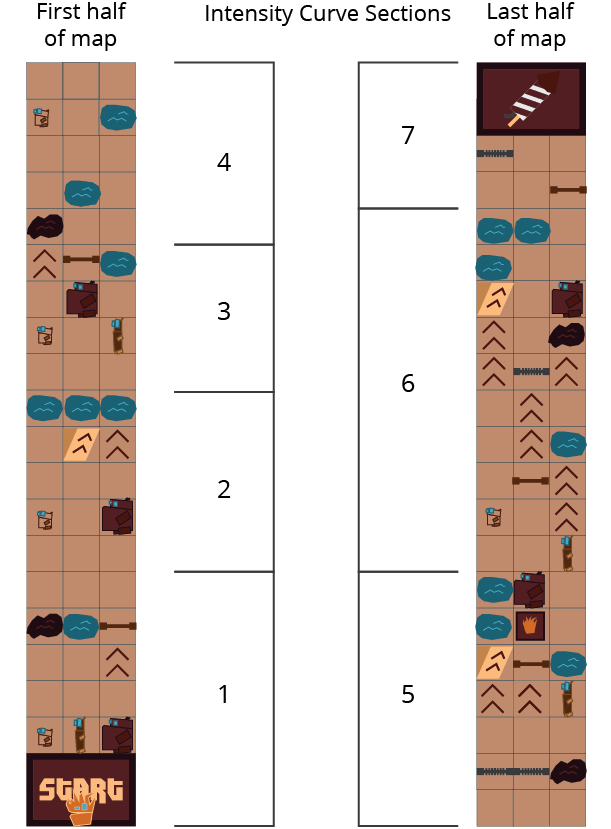 First half
of map
Intensity Curve Sections
Last half
of map
4
3
2
1
7
6
5
START